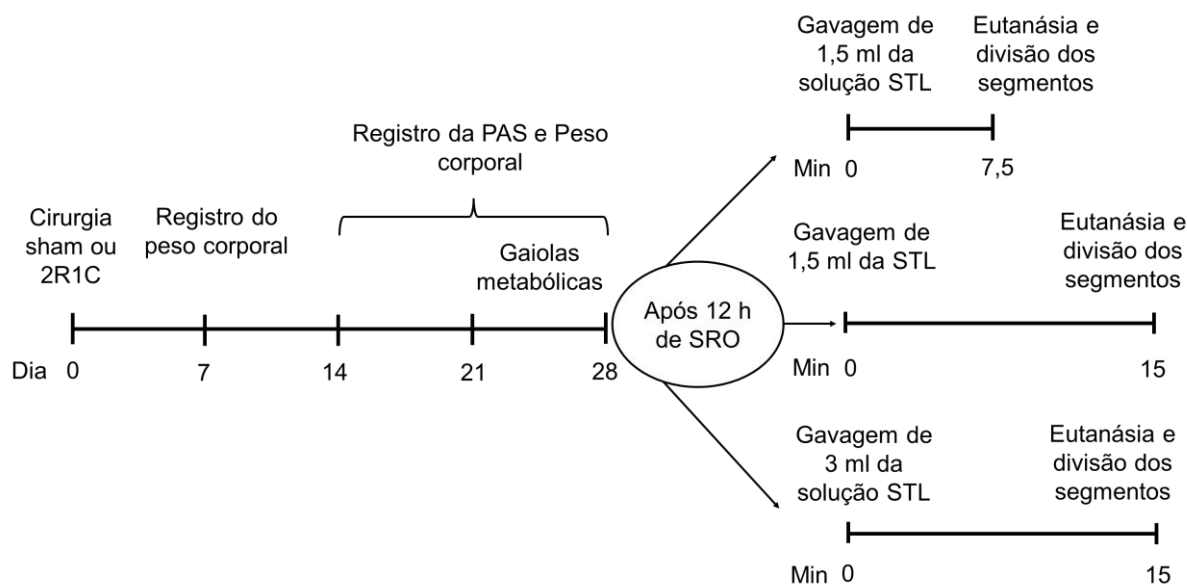 Cirurgia
sham ou
2R1C
Registro do
peso corporal
Registro da PAS e Peso
corporal
Gaiolas
metabólicas
Dia 0 7 14 21 28
Após 12 h
de SRO
Gavagem de
1,5 ml da
solução STL
Eutanásia e
divisão dos
segmentos
Min 0 7,5
Gavagem de
1,5 ml da STL
Eutanásia e
divisão dos
segmentos
Min 0 15
Gavagem de
3 ml da
solução STL
Eutanásia e
divisão dos
segmentos
Min 0 15